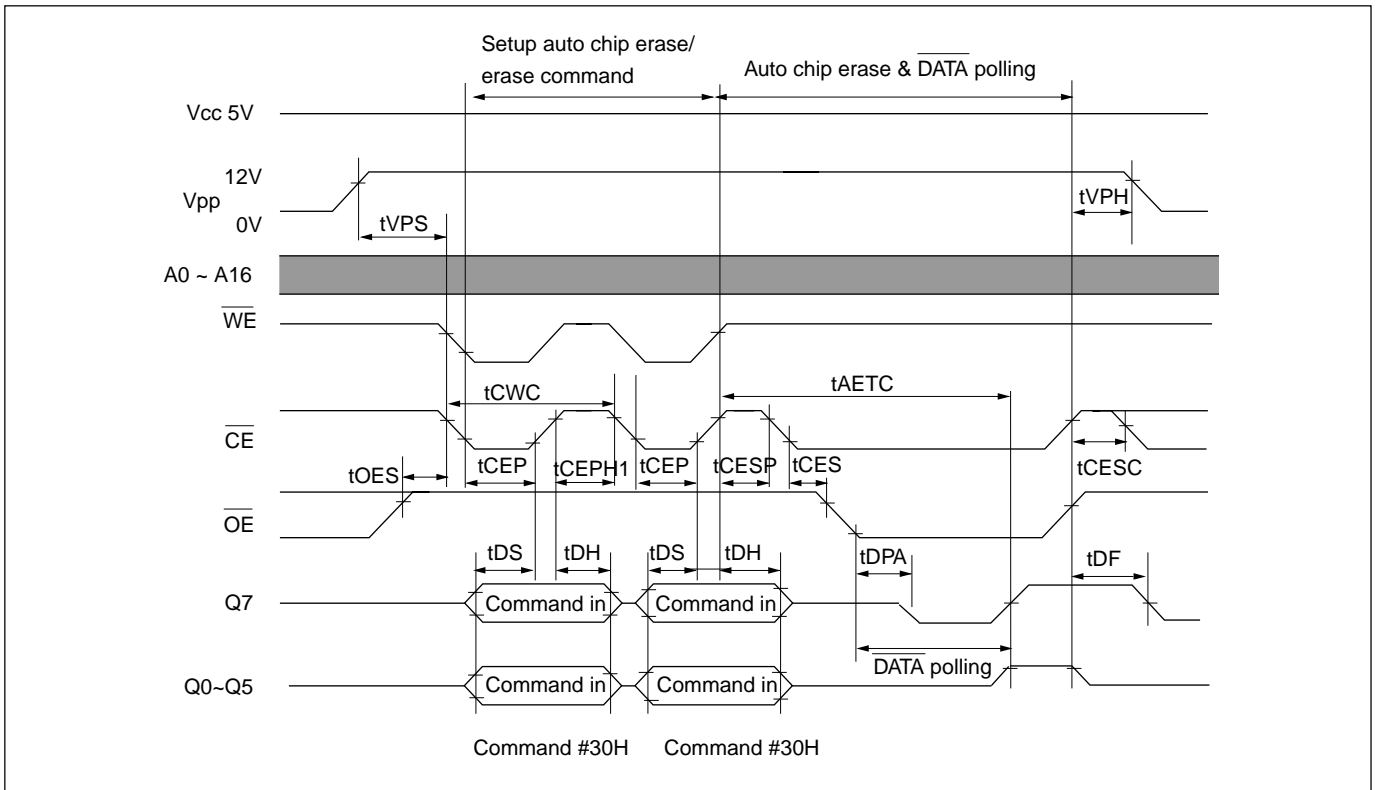 Setup auto chip erase/
erase command
Auto chip erase & DATA polling
Vcc 5V
12V
Vpp
0V
tVPS
tVPH
A0 ~ A16
WE
tCWC
tAETC
CE
tOES
tCEP
tCEPH1
tCEP
tCESP
tCES
tCESC
OE
tDS
tDH
tDS
tDH
tDPA
tDF
Q7
Command in
Command in
DATA polling
Q0~Q5
Command in
Command in
Command #30H
Command #30H